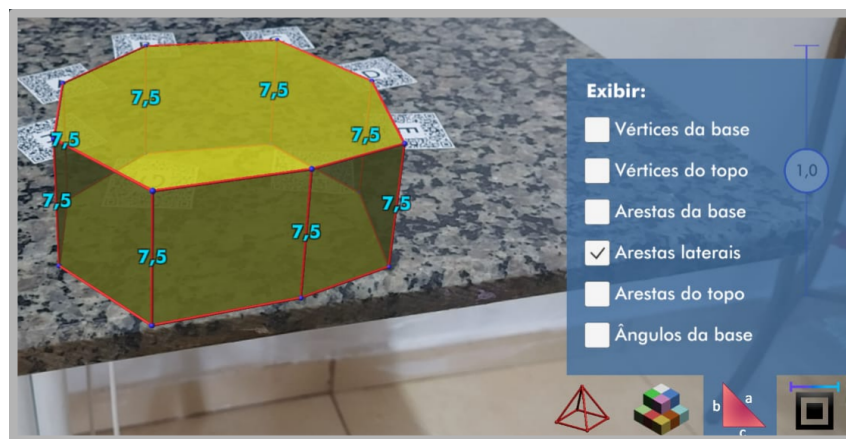 Exibir:
Vértices da base
Vértices do topo
Arestas da base
Arestas laterais
Arestas do topo
Ângulos da base
1,0
7,5
7,5
7,5
7,5
7,5
7,5
7,5
7,5
b
a
c